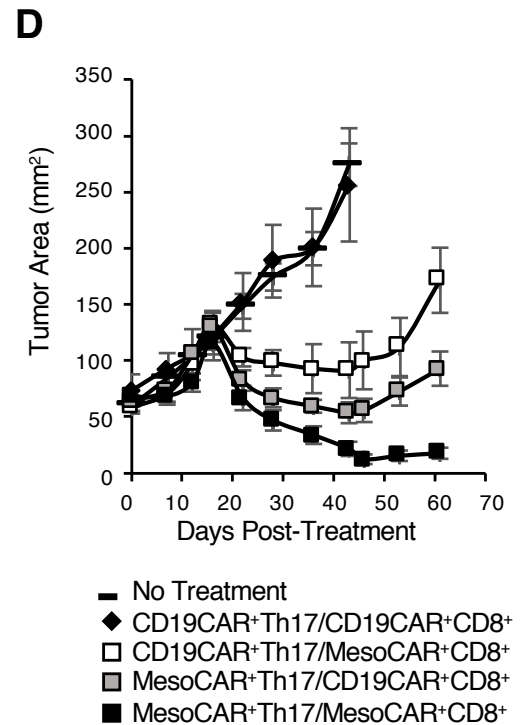 D
350
300
250
200
150
100
50
0
Tumor Area (mm²)
0 10 20 30 40 50 60 70
Days Post-Treatment
No Treatment
CD19CAR⁺Th17/CD19CAR⁺CD8⁺
CD19CAR⁺Th17/MesoCAR⁺CD8⁺
MesoCAR⁺Th17/CD19CAR⁺CD8⁺
MesoCAR⁺Th17/MesoCAR⁺CD8⁺